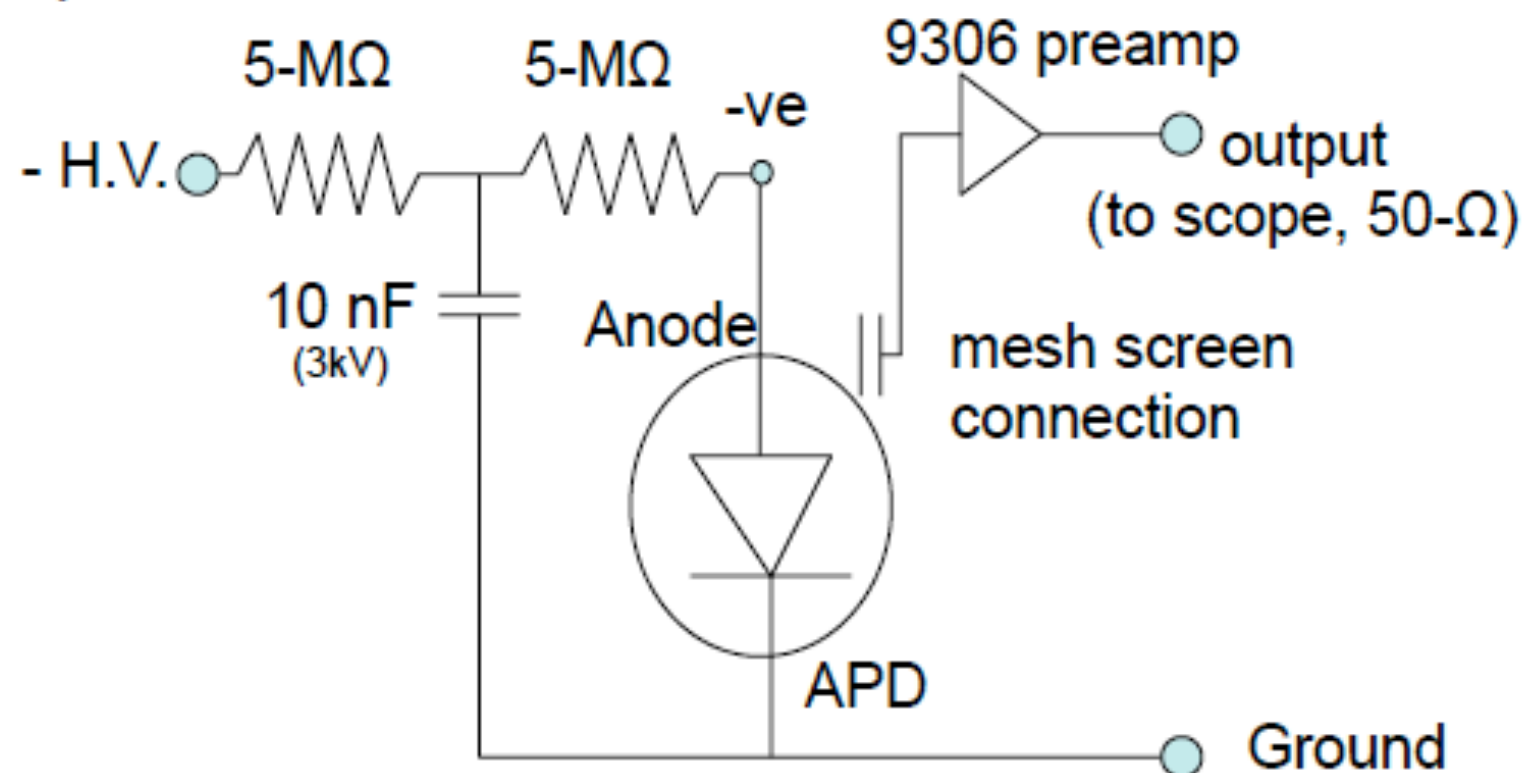 5-MΩ
5-MΩ
9306 preamp
-ve
- H.V.
output
(to scope, 50-Ω)
10 nF
(3kV)
Anode
mesh screen
connection
APD
Ground